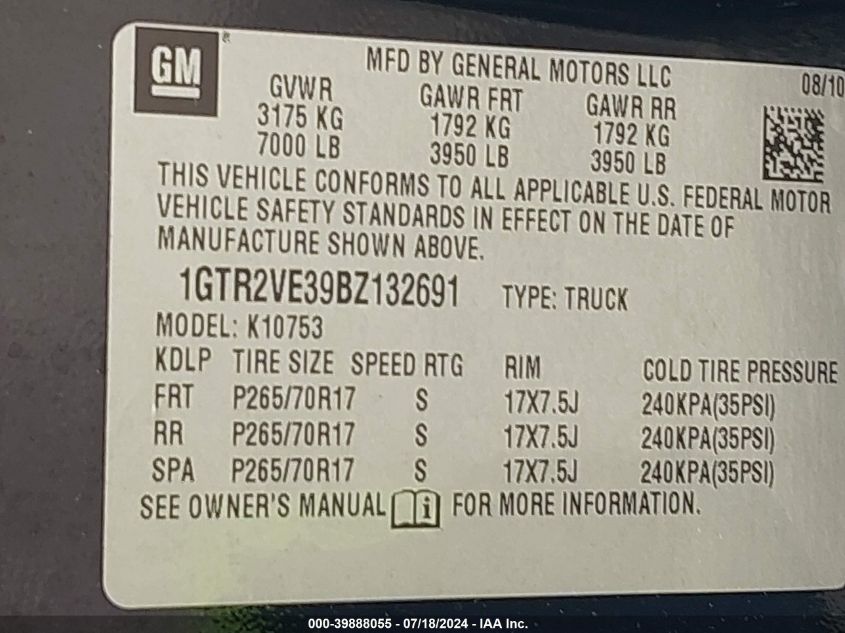 GM
MFD BY GENERAL MOTORS LLC
08/10
GVWR GAWR FRT GAWR RR
3175 KG 1792 KG 1792 KG
7000 LB 3950 LB 3950 LB
THIS VEHICLE CONFORMS TO ALL APPLICABLE U.S. FEDERAL MOTOR
VEHICLE SAFETY STANDARDS IN EFFECT ON THE DATE OF
MANUFACTURE SHOWN ABOVE.
1GTR2VE39BZ132691 TYPE: TRUCK
MODEL: K10753
KDLP TIRE SIZE SPEED RTG RIM COLD TIRE PRESSURE
FRT P265/70R17 S 17X7.5J 240KPA(35PSI)
RR P265/70R17 S 17X7.5J 240KPA(35PSI)
SPA P265/70R17 S 17X7.5J 240KPA(35PSI)
SEE OWNER'S MANUAL i FOR MORE INFORMATION.
000-39888055 - 07/18/2024 - IAA Inc.